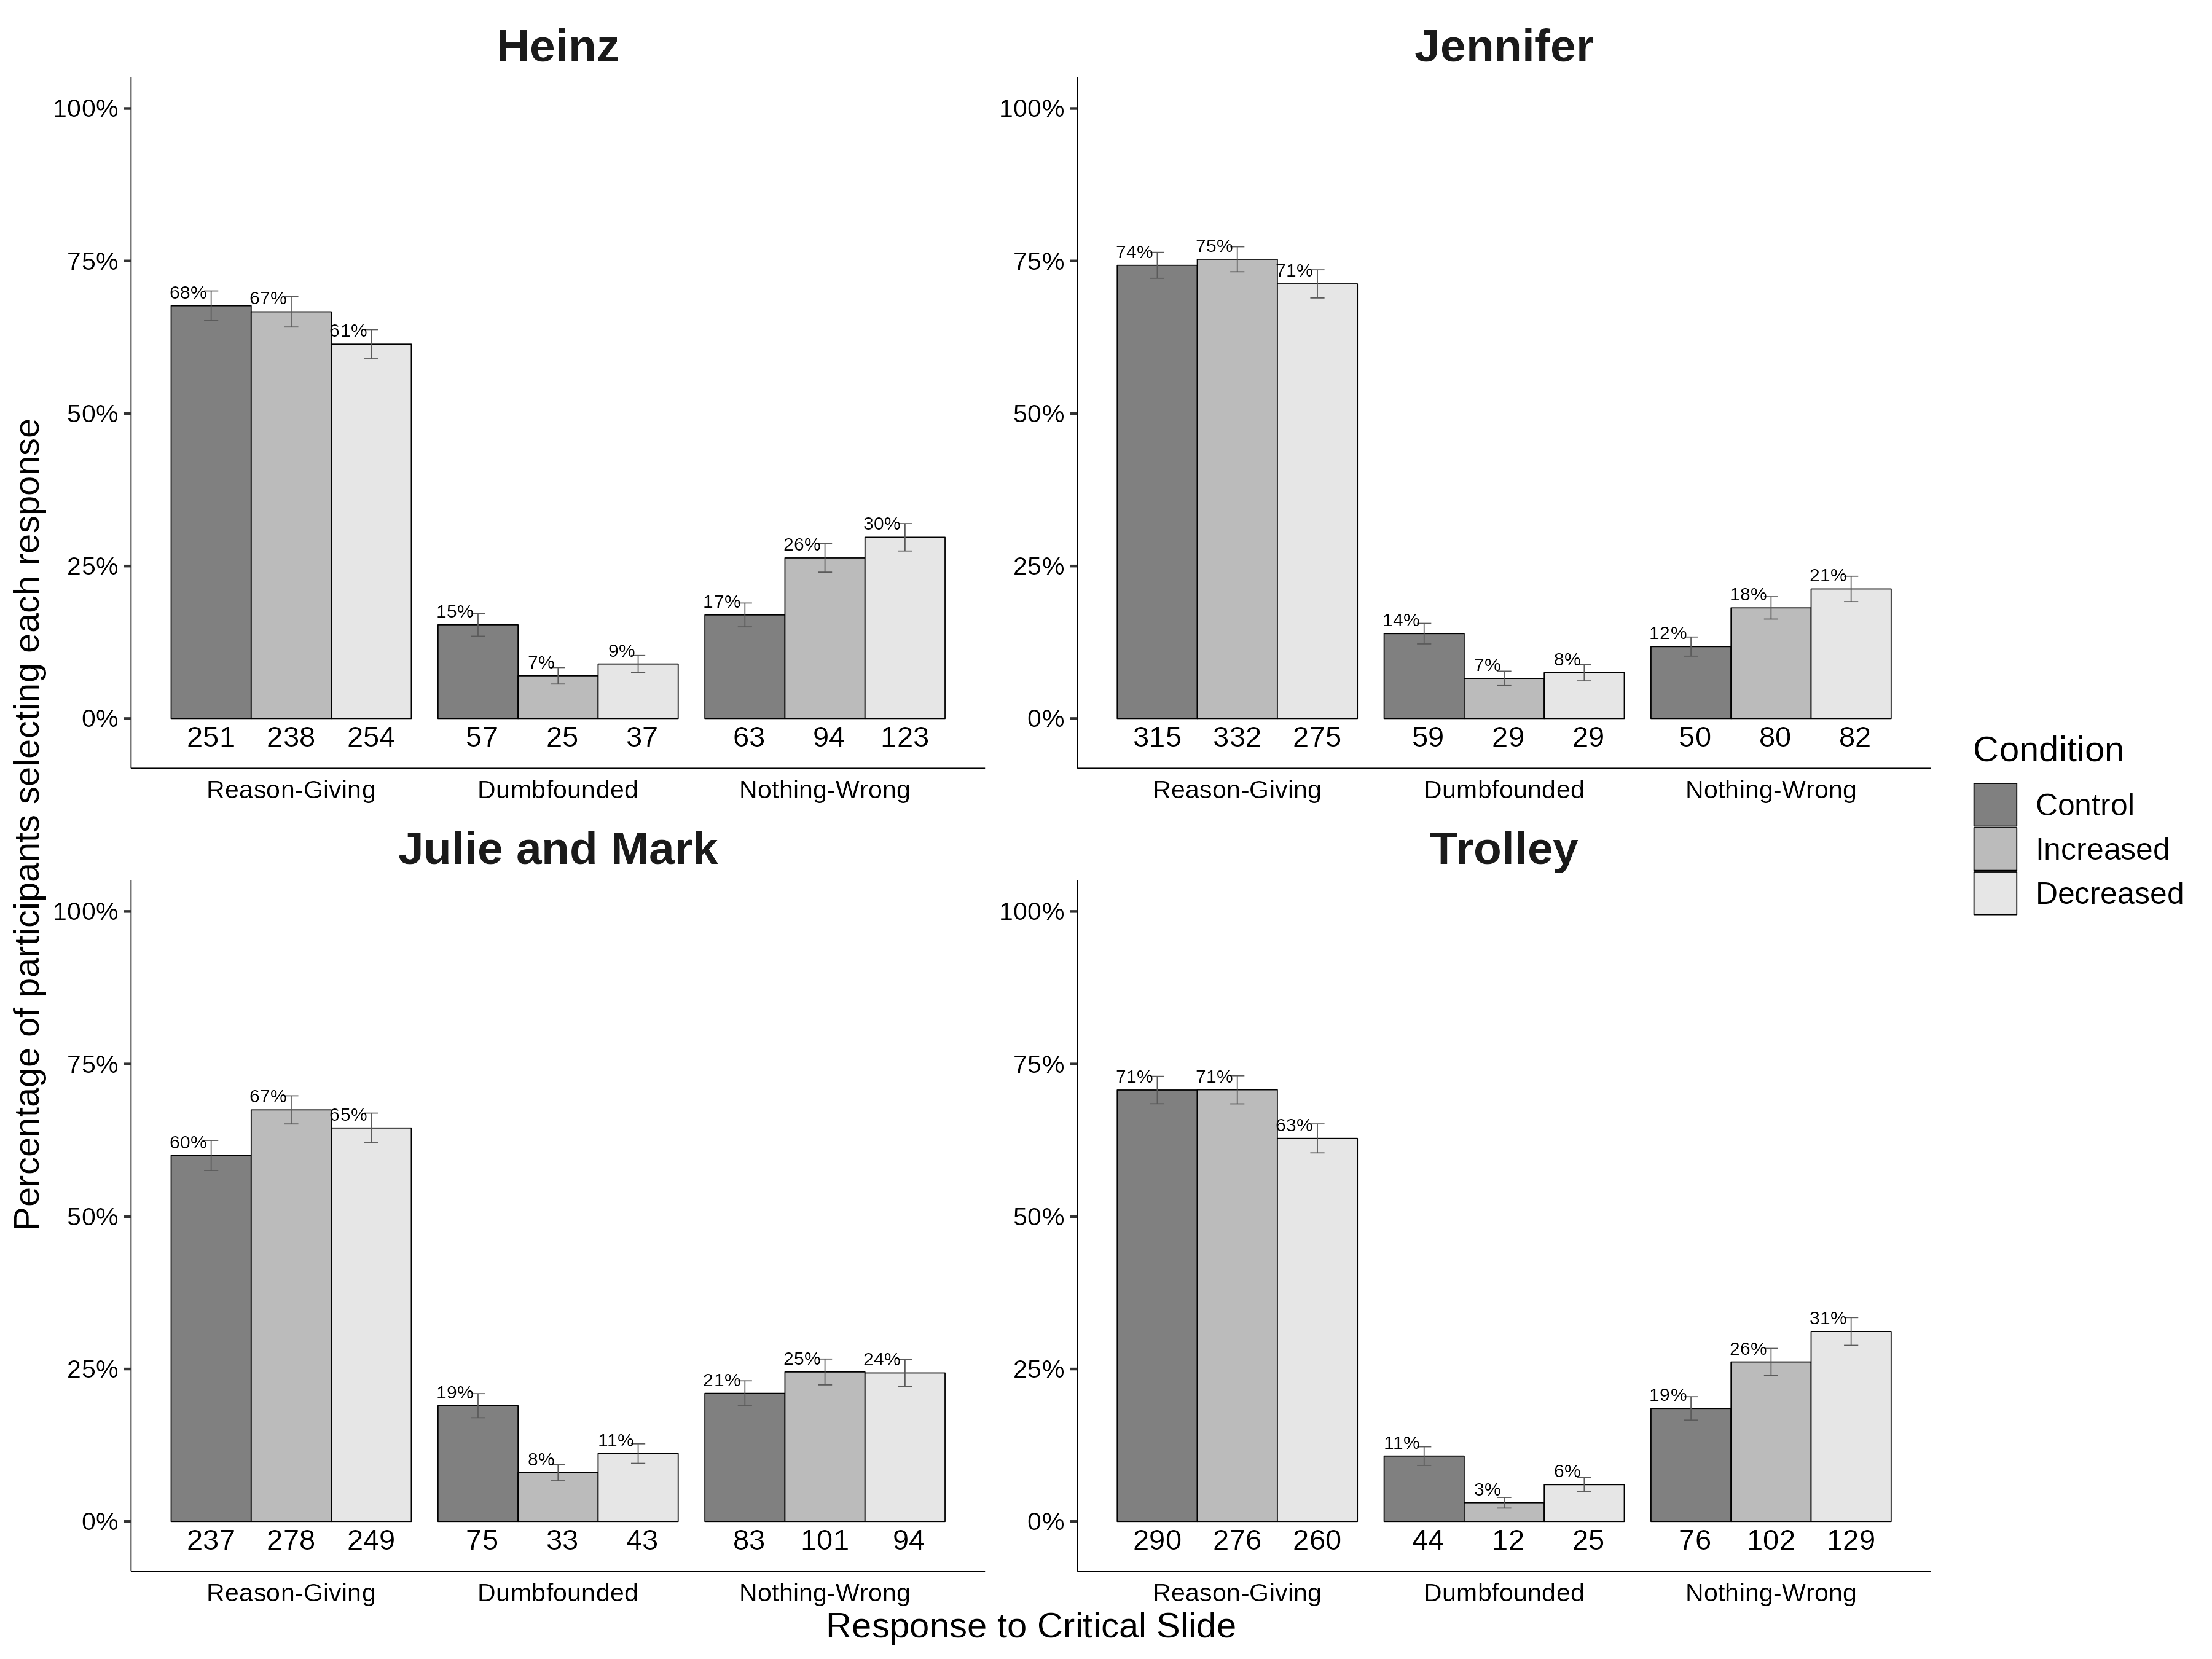 Heinz
Jennifer
Percentage of participants selecting each response
100%
75%
50%
25%
0%
68% 67% 61%
15% 7% 9%
17% 26% 30%
251 238 254 57 25 37 63 94 123
Reason-Giving Dumbfounded Nothing-Wrong
100%
75%
50%
25%
0%
74% 75% 71%
14% 7% 8%
12% 18% 21%
315 332 275 59 29 29 50 80 82
Reason-Giving Dumbfounded Nothing-Wrong
Julie and Mark
Trolley
100%
75%
50%
25%
0%
60% 67% 65%
19% 8% 11%
21% 25% 24%
237 278 249 75 33 43 83 101 94
Reason-Giving Dumbfounded Nothing-Wrong
100%
75%
50%
25%
0%
71% 71% 63%
11% 3% 6%
19% 26% 31%
290 276 260 44 12 25 76 102 129
Reason-Giving Dumbfounded Nothing-Wrong
Response to Critical Slide
Condition
Control
Increased
Decreased